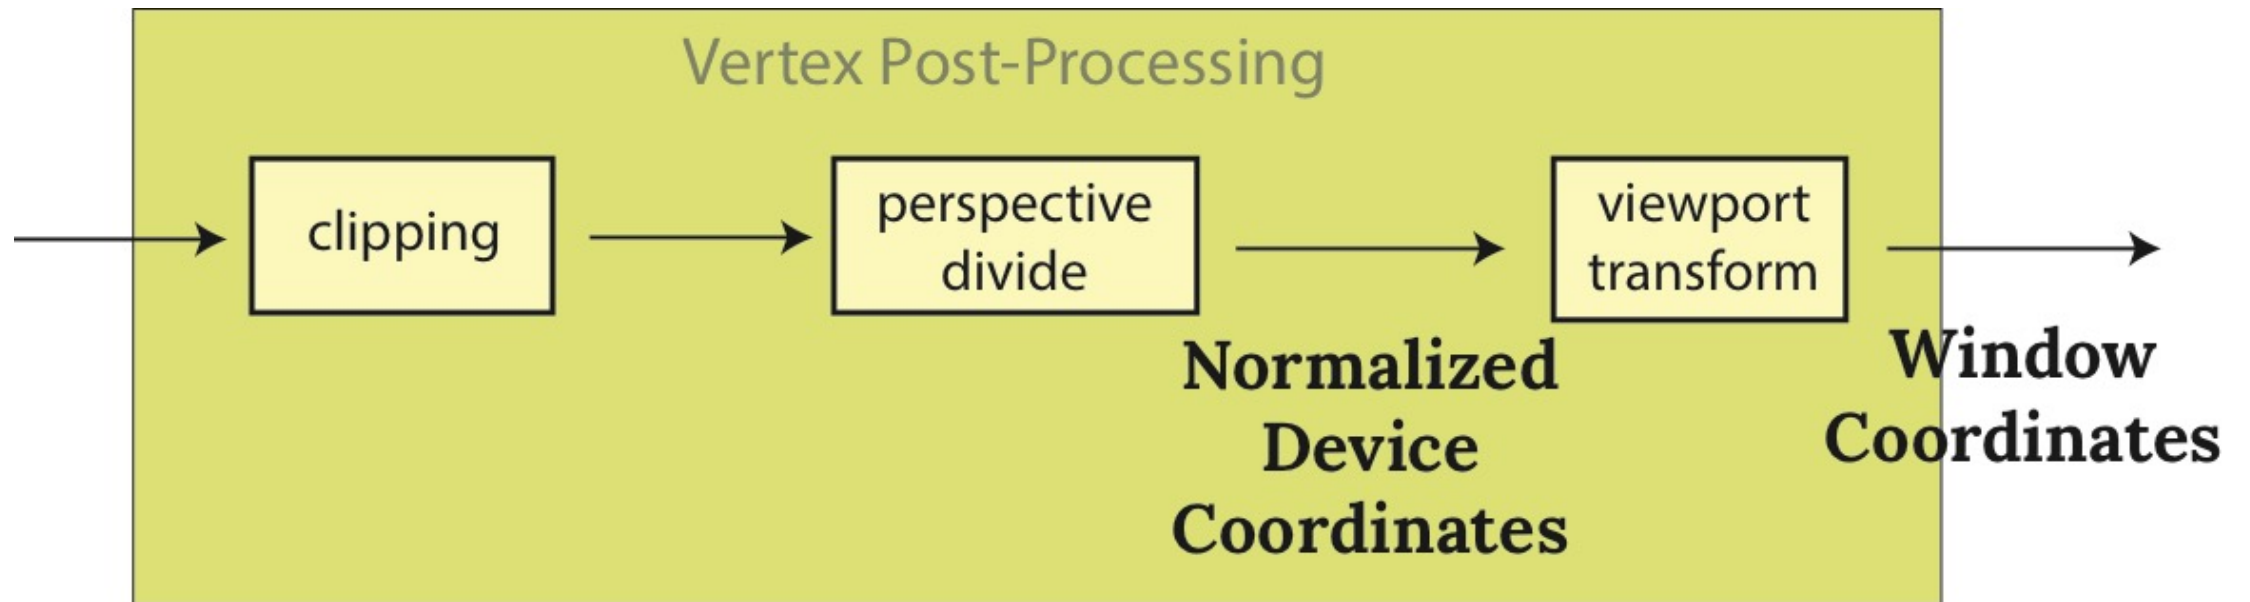 Vertex Post-Processing
clipping
perspective
divide
viewport
transform
Normalized
Device
Coordinates
Window
Coordinates